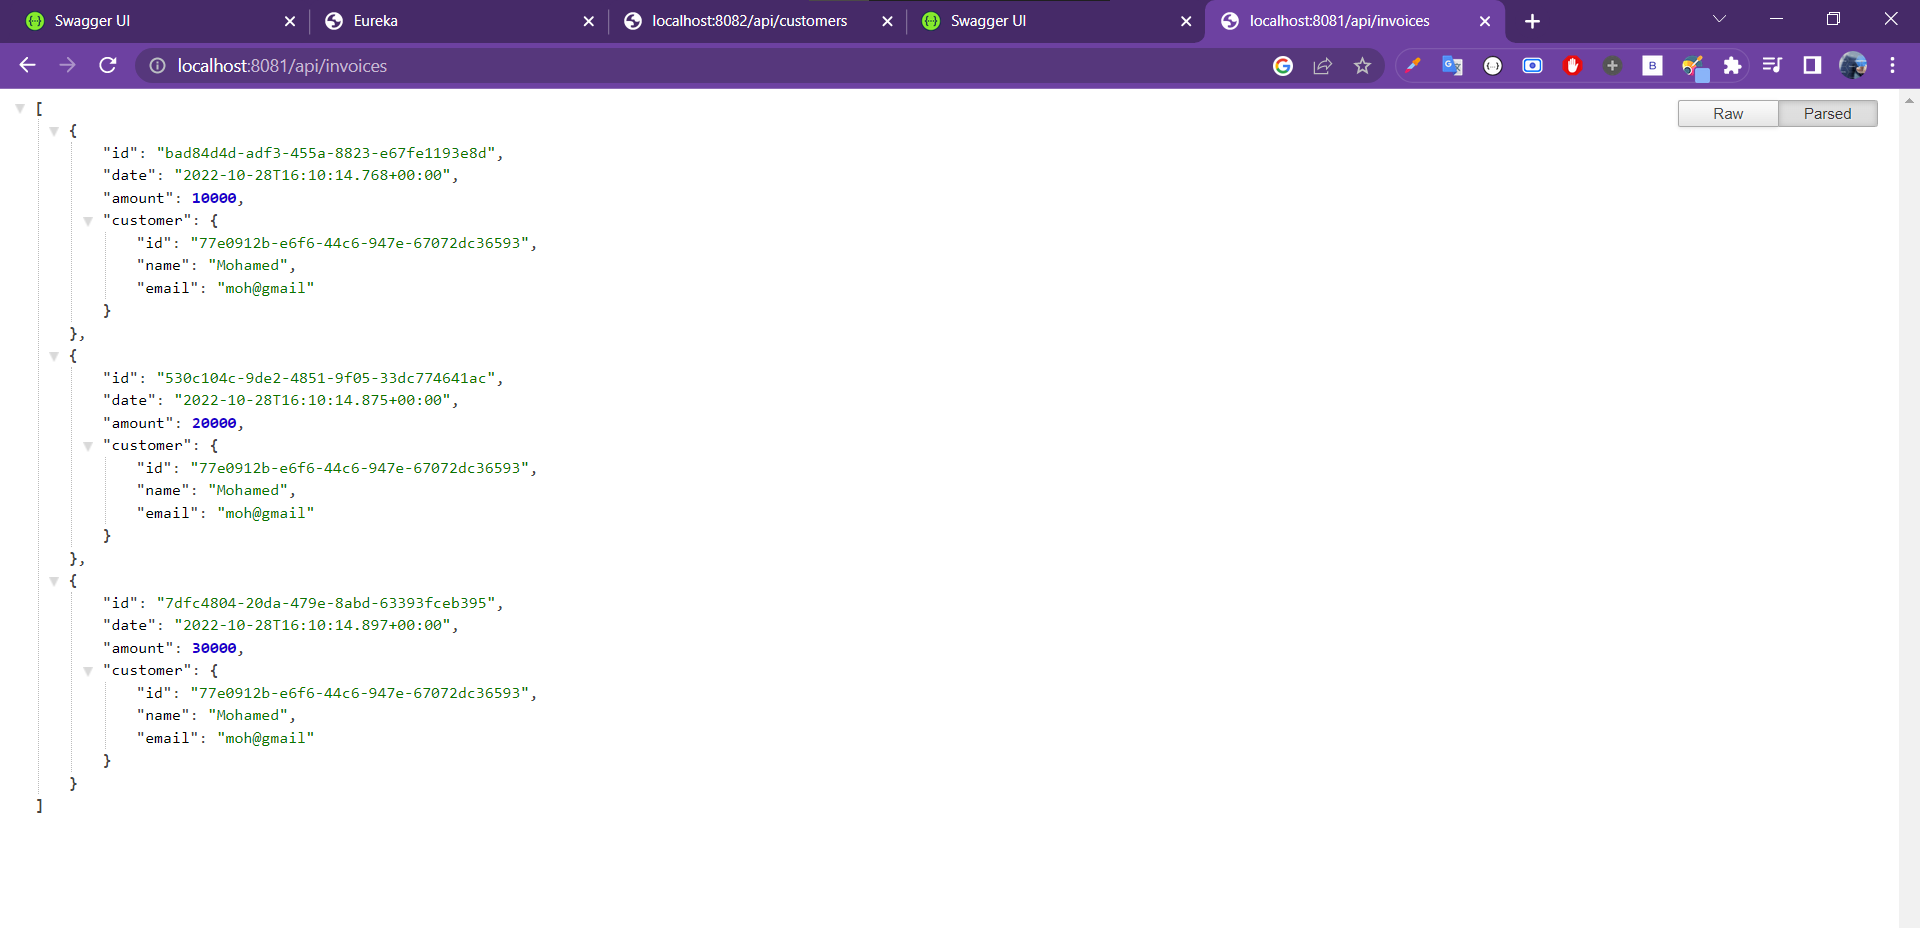 Swagger UI
Eureka
localhost:8082/api/customers
Swagger UI
localhost:8081/api/invoices
localhost:8081/api/invoices
Raw
Parsed
[
{
"id": "bad84d4d-adf3-455a-8823-e67fe1193e8d",
"date": "2022-10-28T16:10:14.768+00:00",
"amount": 10000,
"customer": {
"id": "77e0912b-e6f6-44c6-947e-67072dc36593",
"name": "Mohamed",
"email": "moh@gmail"
}
},
{
"id": "530c104c-9de2-4851-9f05-33dc774641ac",
"date": "2022-10-28T16:10:14.875+00:00",
"amount": 20000,
"customer": {
"id": "77e0912b-e6f6-44c6-947e-67072dc36593",
"name": "Mohamed",
"email": "moh@gmail"
}
},
{
"id": "7dfc4804-20da-479e-8abd-63393fceb395",
"date": "2022-10-28T16:10:14.897+00:00",
"amount": 30000,
"customer": {
"id": "77e0912b-e6f6-44c6-947e-67072dc36593",
"name": "Mohamed",
"email": "moh@gmail"
}
}
]